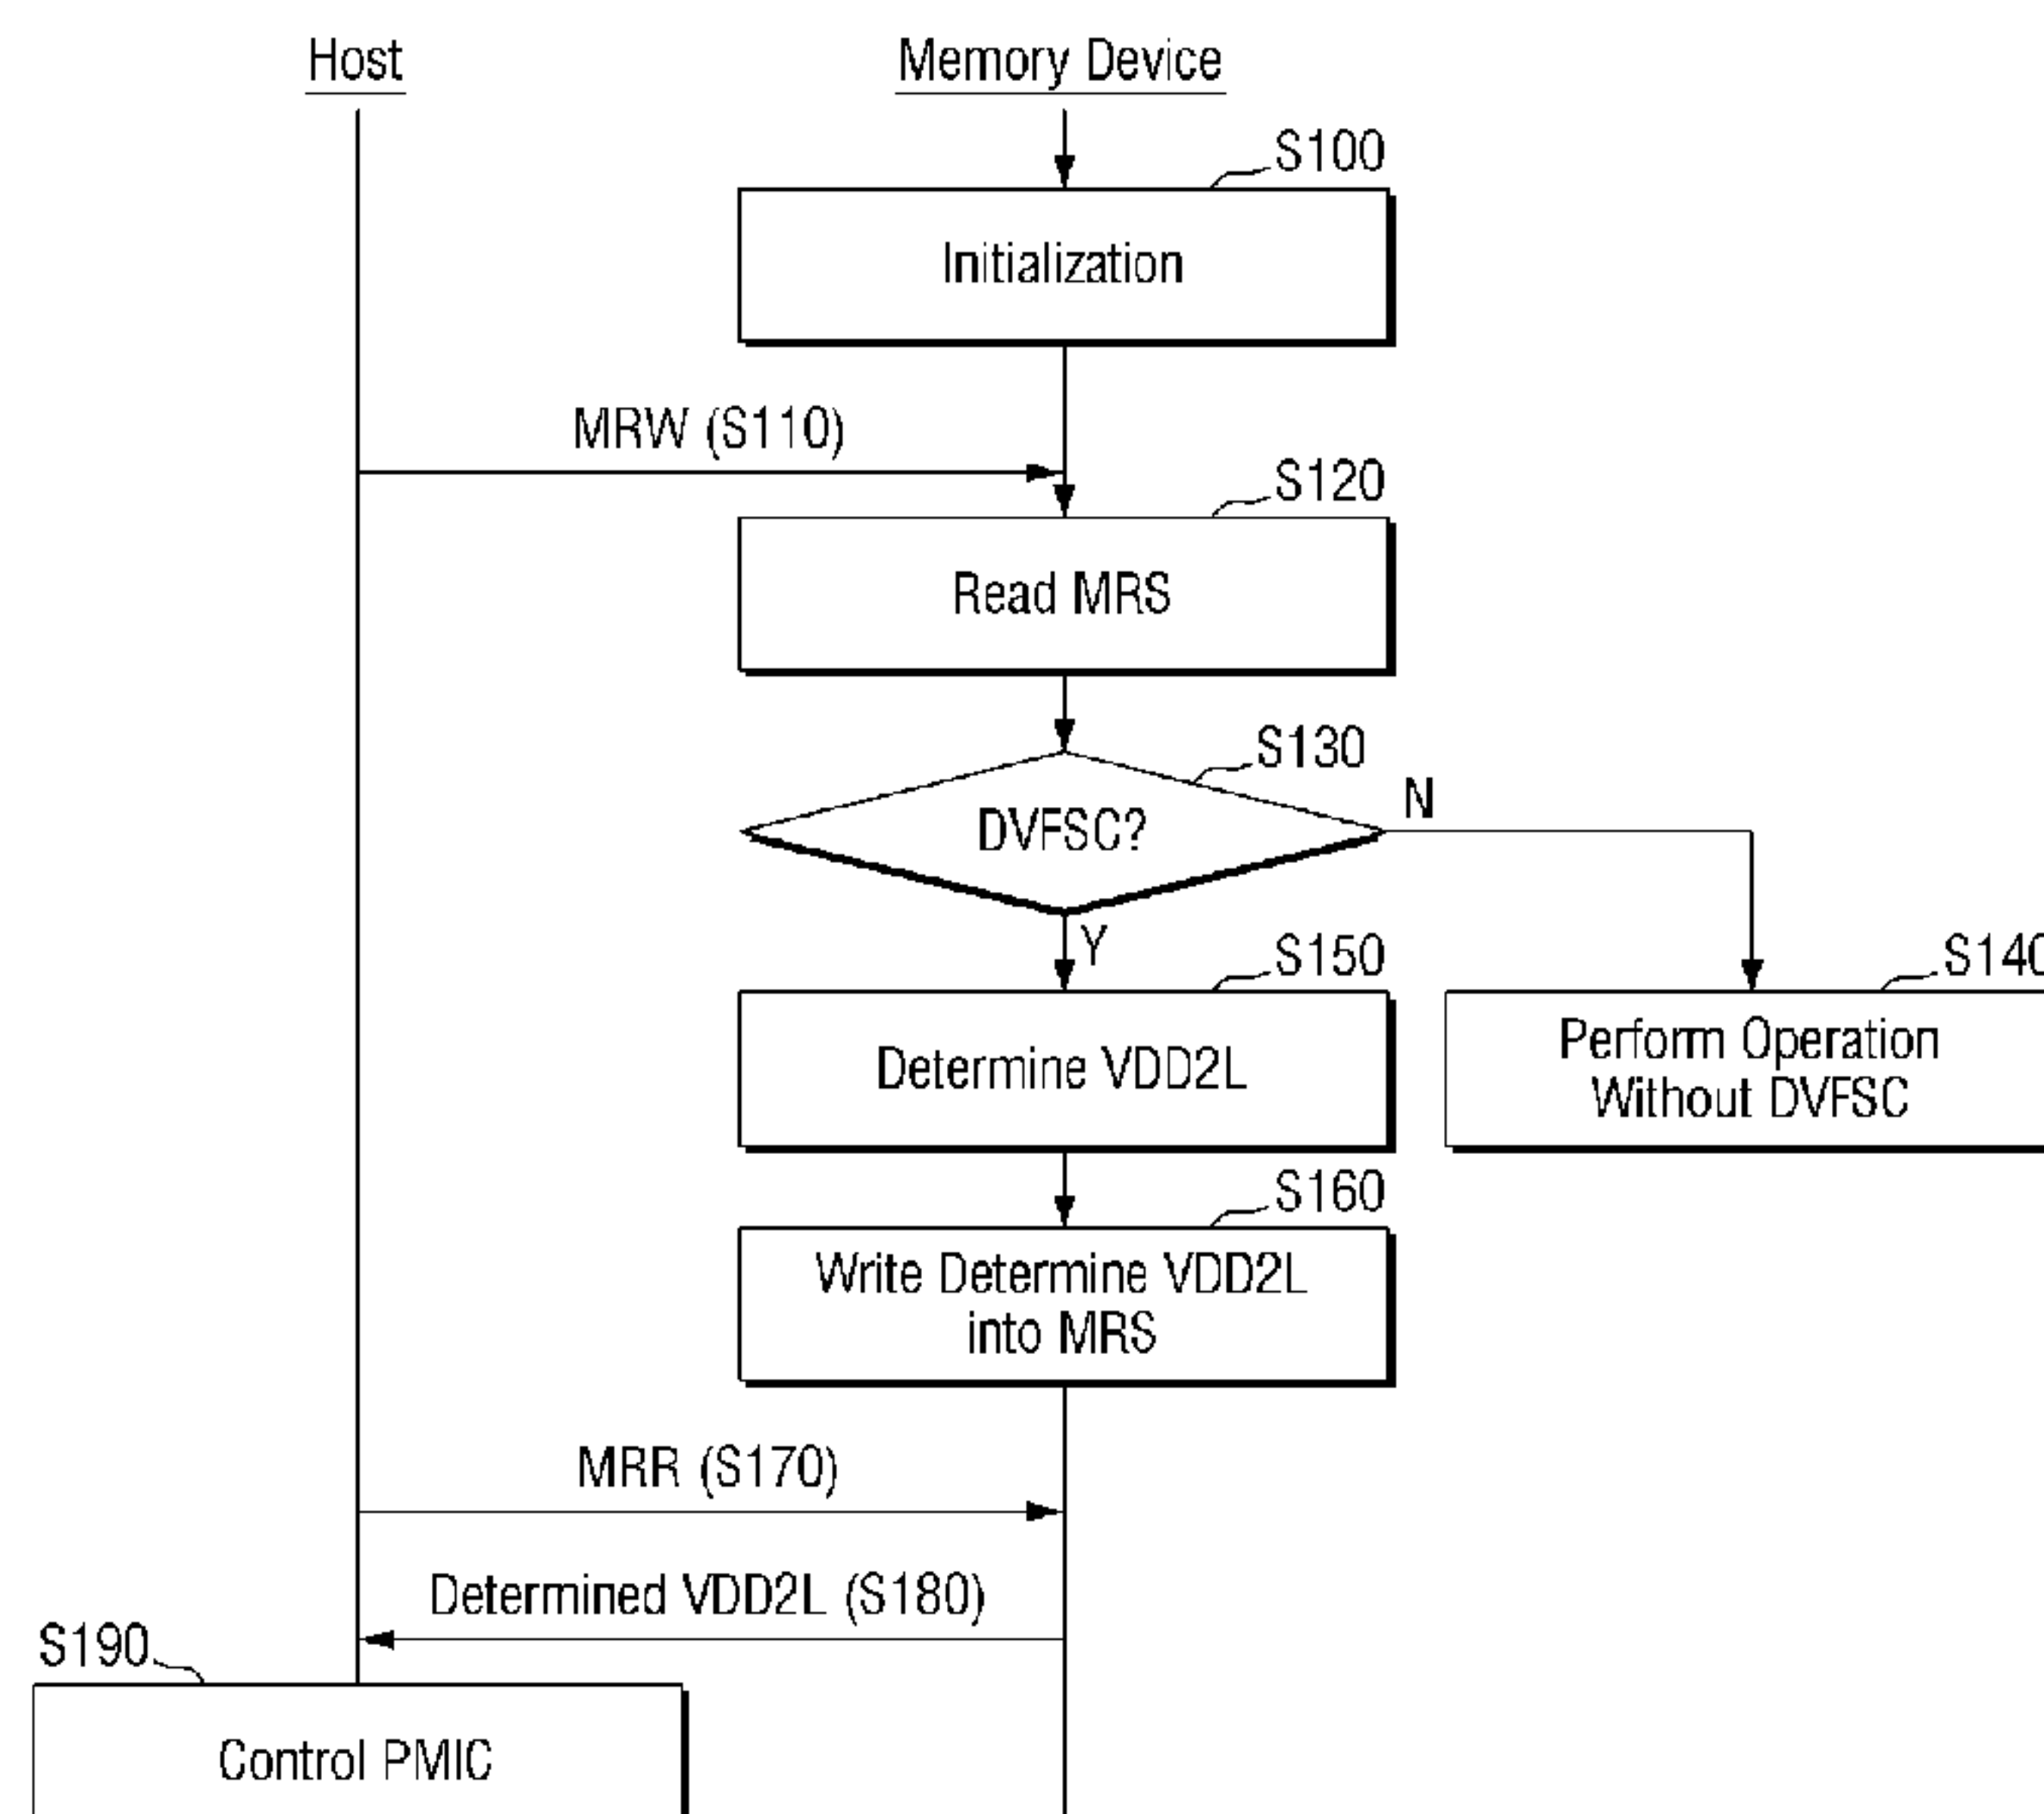 Host
Memory Device
S100
Initialization
MRW (S110)
S120
Read MRS
S130
DVFSC?
N
Y
S150
S140
Determine VDD2L
Perform Operation
Without DVFSC
S160
Write Determine VDD2L
into MRS
MRR (S170)
Determined VDD2L (S180)
S190
Control PMIC